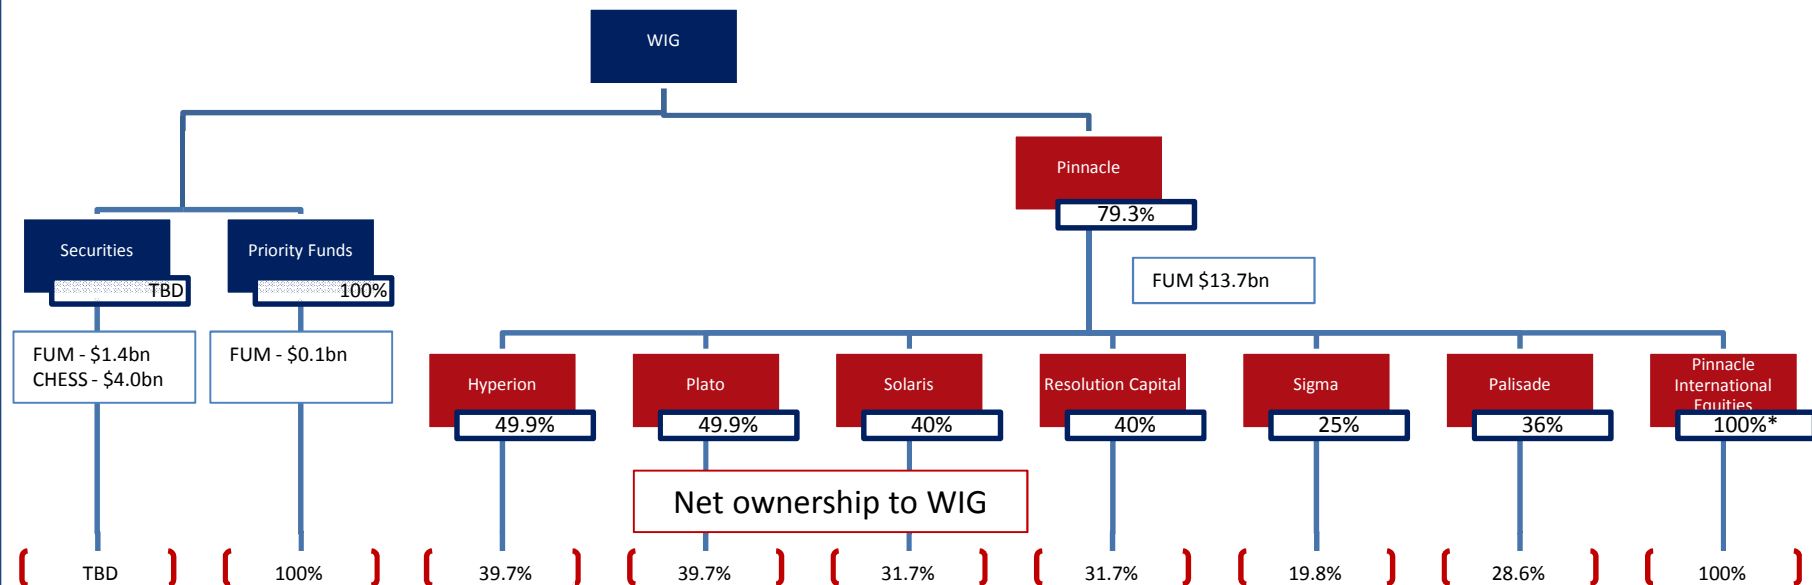 WIG
Pinnacle
79.3%
FUM $13.7bn
Securities
TBD
Priority Funds
100%
FUM - $1.4bn
CHESS - $4.0bn
FUM - $0.1bn
Hyperion
49.9%
Plato
49.9%
Solaris
40%
Resolution Capital
40%
Sigma
25%
Palisade
36%
Pinnacle
International
Equities
100%*
Net ownership to WIG
TBD
100%
39.7%
39.7%
31.7%
31.7%
19.8%
28.6%
100%